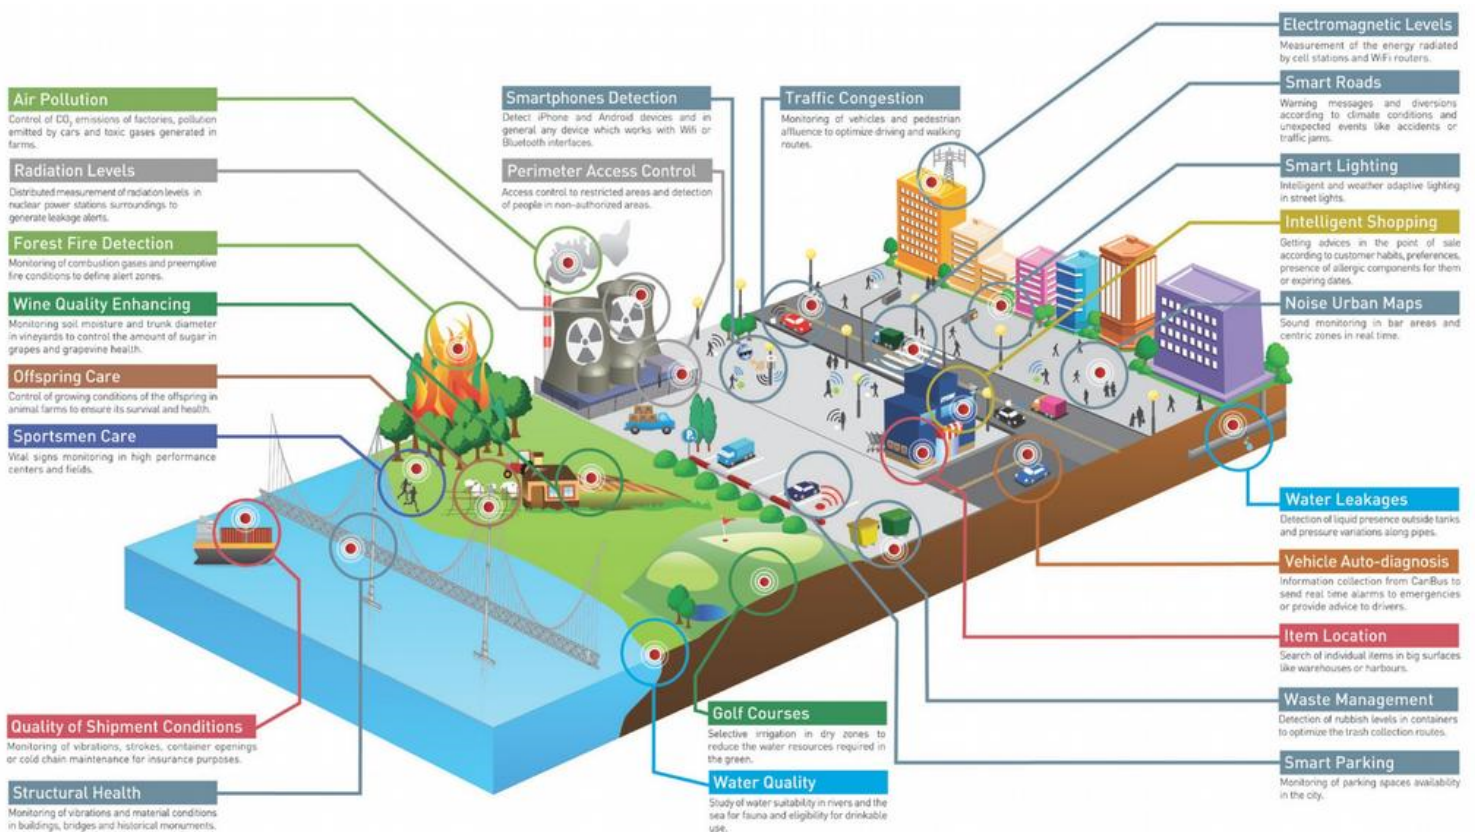 Air Pollution
Control of CO₂ emissions of factories, pollution
emitted by cars and toxic gases generated in
farms.
Radiation Levels
Distributed measurement of radiation levels in
nuclear power stations surroundings to
generate leakage alerts.
Forest Fire Detection
Monitoring of combustion gases and preemptive
fire conditions to define alert zones.
Wine Quality Enhancing
Monitoring soil moisture and trunk diameter
in vineyards to control the amount of sugar in
grapes and grapevine health.
Offspring Care
Control of growing conditions of the offspring in
animal farms to ensure its survival and health.
Sportsmen Care
Vital signs monitoring in high performance
centers and fields.
Quality of Shipment Conditions
Monitoring of vibrations, strokes, container openings
or cold chain maintenance for insurance purposes.
Structural Health
Monitoring of vibrations and material conditions
in buildings, bridges and historical monuments.
Smartphones Detection
Detect iPhone and Android devices and in
general any device which works with Wifi or
Bluetooth interfaces.
Perimeter Access Control
Access control to restricted areas and detection
of people in non-authorized areas.
Traffic Congestion
Monitoring of vehicles and pedestrian
affluence to optimize driving and walking
routes.
P
Golf Courses
Selective irrigation in dry zones to
reduce the water resources required in
the green.
Water Quality
Study of water suitability in rivers and the
sea for fauna and eligibility for drinkable
use.
Electromagnetic Levels
Measurement of the energy radiated
by cell stations and WiFi routers.
Smart Roads
Warning messages and diversions
according to climate conditions and
unexpected events like accidents or
traffic jams.
Smart Lighting
Intelligent and weather adaptive lighting
in street lights.
Intelligent Shopping
Getting advices in the point of sale
according to customer habits, preferences,
presence of allergic components for them
or expiring dates.
Noise Urban Maps
Sound monitoring in bar areas and
centric zones in real time.
Water Leakages
Detection of liquid presence outside tanks
and pressure variations along pipes.
Vehicle Auto-diagnosis
Information collection from CanBus to
send real time alarms to emergencies
or provide advice to drivers.
Item Location
Search of individual items in big surfaces
like warehouses or harbours.
Waste Management
Detection of rubbish levels in containers
to optimize the trash collection routes.
Smart Parking
Monitoring of parking spaces availability
in the city.